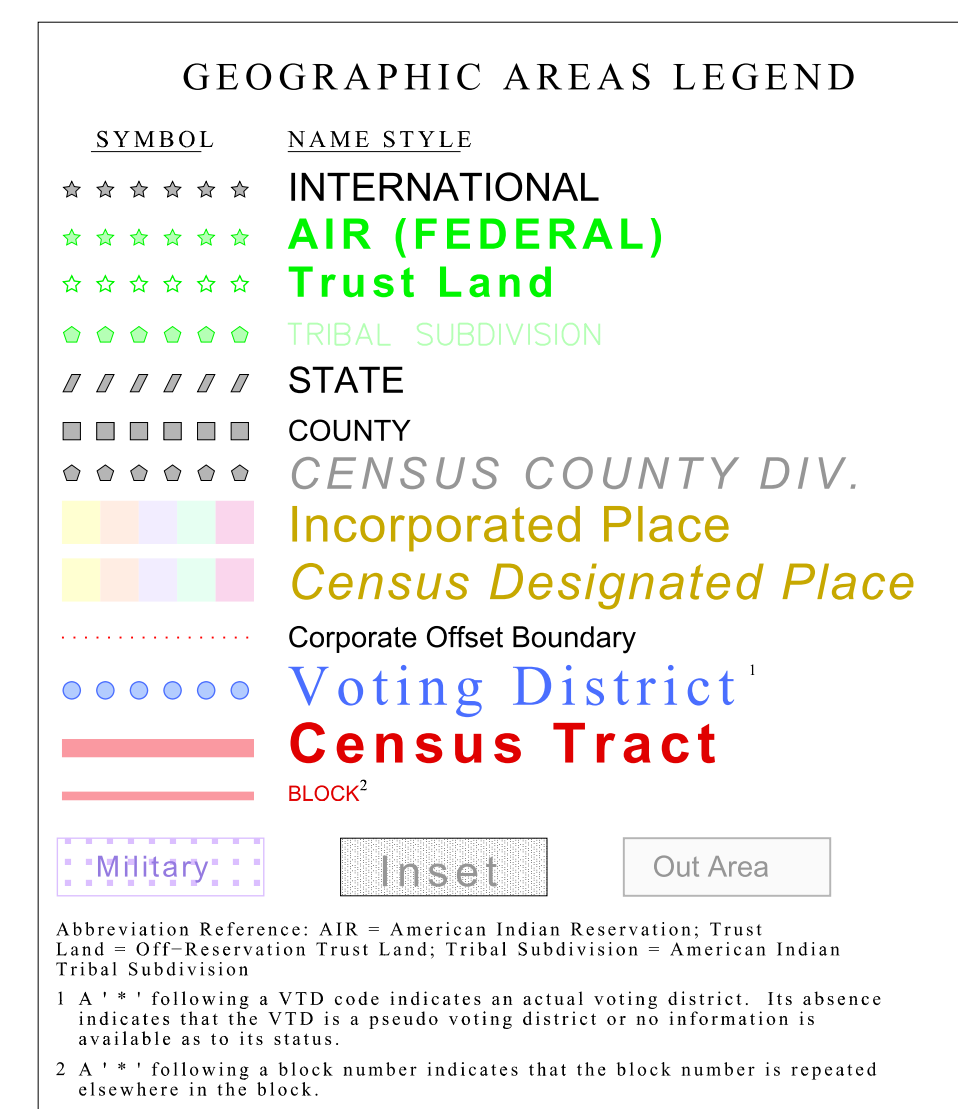 GEOGRAPHIC AREAS LEGEND
SYMBOL NAME STYLE
INTERNATIONAL
AIR (FEDERAL)
Trust Land
TRIBAL SUBDIVISION
STATE
COUNTY
CENSUS COUNTY DIV.
Incorporated Place
Census Designated Place
Corporate Offset Boundary
Voting District 1
Census Tract
BLOCK2
Military Inset Out Area
Abbreviation Reference: AIR = American Indian Reservation; Trust
Land = Off−Reservation Trust Land; Tribal Subdivision = American Indian
Tribal Subdivision
1 A ' * ' following a VTD code indicates an actual voting district. Its absence
indicates that the VTD is a pseudo voting district or no information is
available as to its status.
2 A ' * ' following a block number indicates that the block number is repeated
elsewhere in the block.